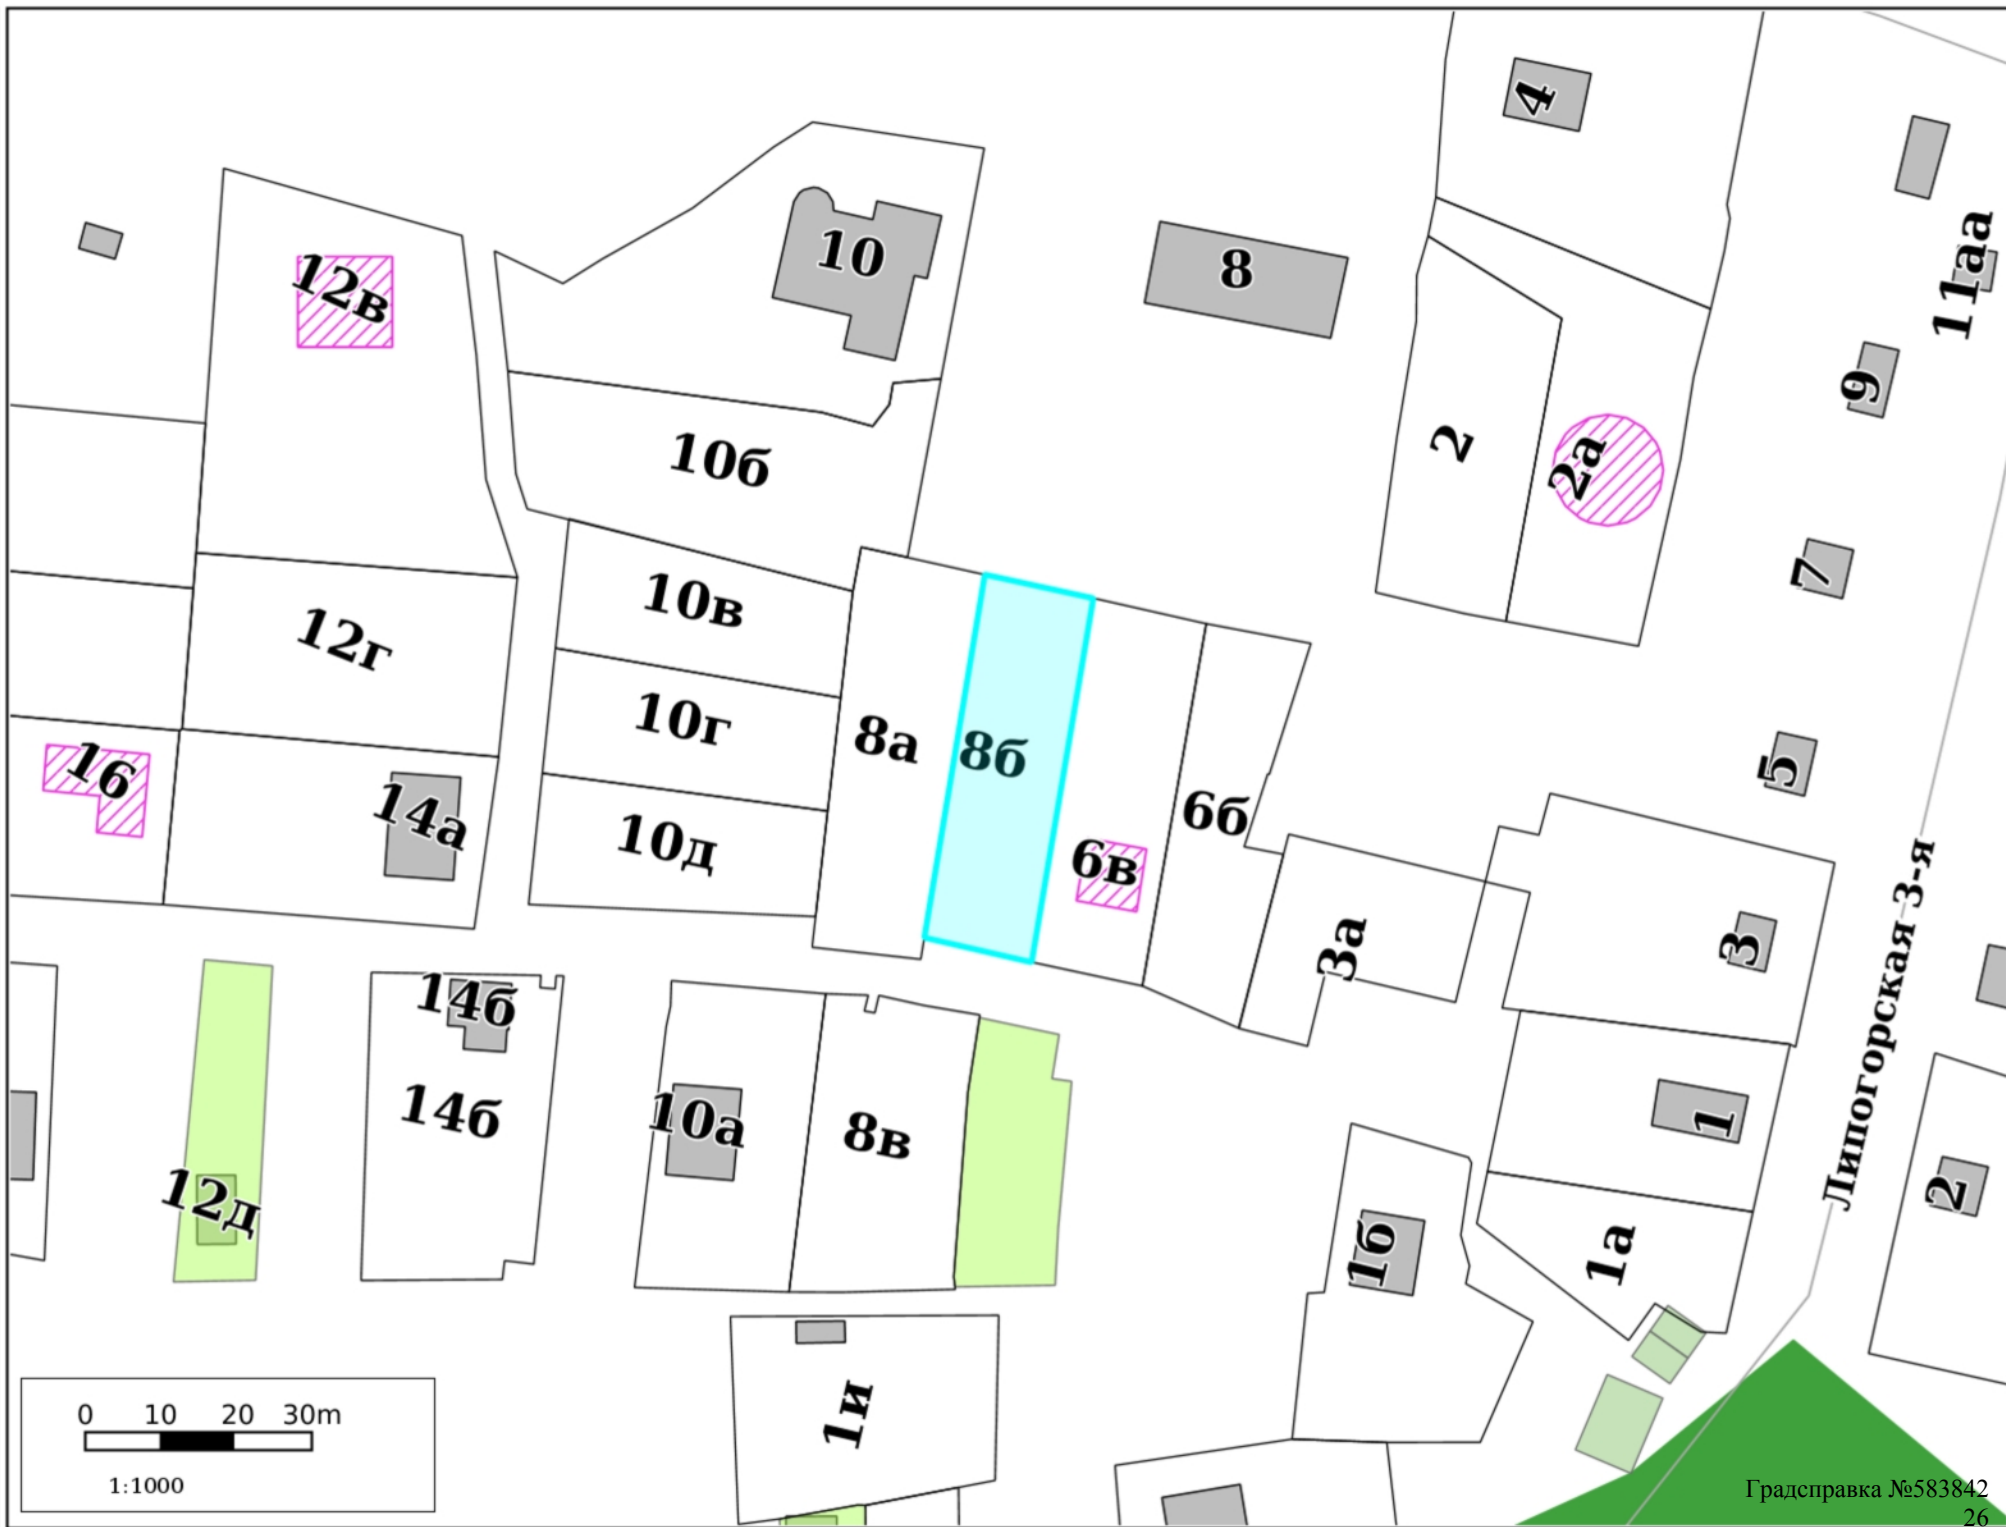 4
11аа
12в
10
8
9
10б
2
2а
7
10в
12г
10г
8а
8б
5
16
14а
10д
6б
6в
3а
3
Липогорская 3-я
14б
14б
10а
8в
1
12д
2
1б
1а
1и
0 10 20 30m
1:1000
Градсправка №583842
26